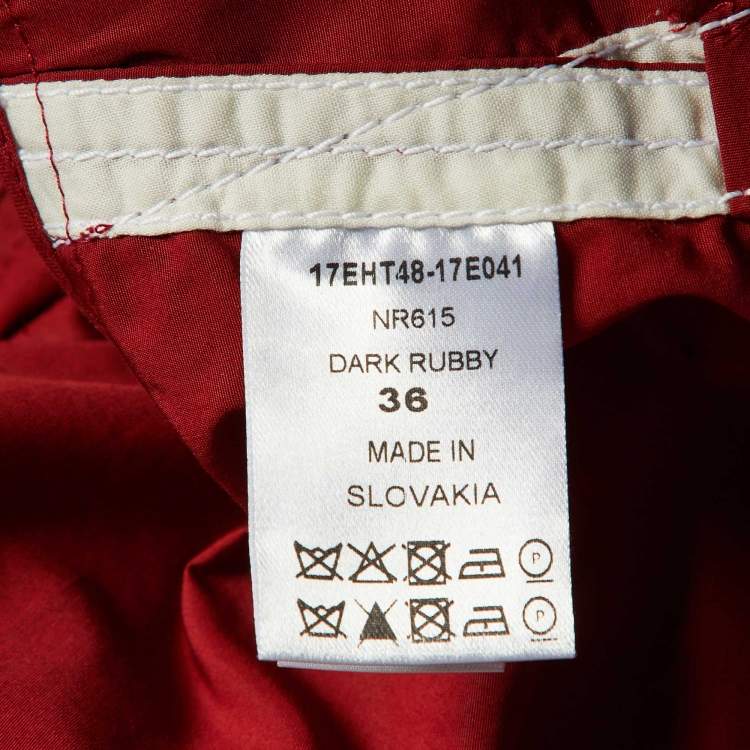 17EHT48-17E041
NR615
DARK RUBBY
36
MADE IN
SLOVAKIA
P
P